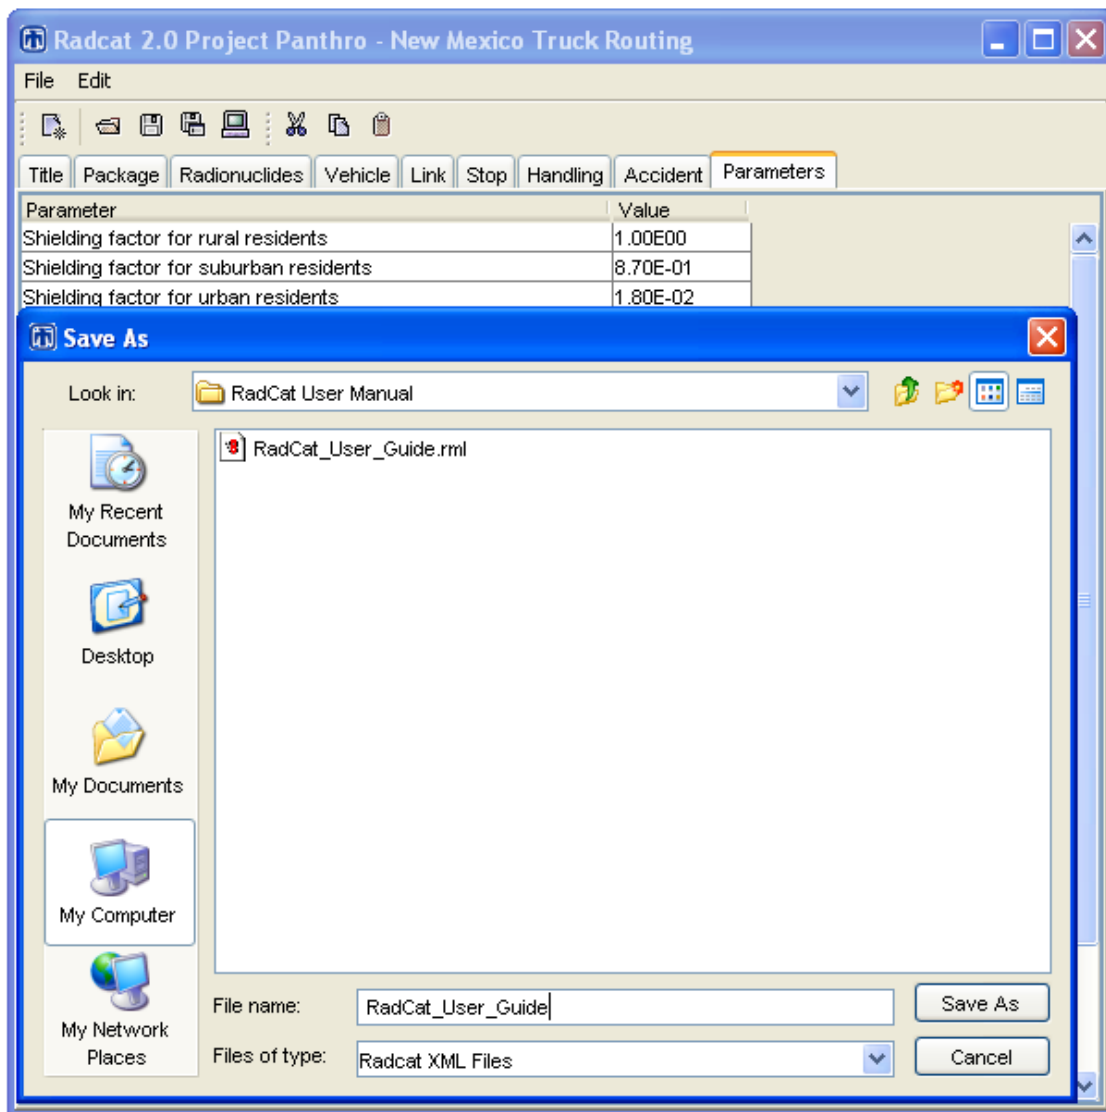 Radcat 2.0 Project Panthro - New Mexico Truck Routing
File Edit
Title Package Radionuclides Vehicle Link Stop Handling Accident Parameters
Parameter Value
Shielding factor for rural residents 1.00E00
Shielding factor for suburban residents 8.70E-01
Shielding factor for urban residents 1.80E-02
Save As
Look in: RadCat User Manual
RadCat_User_Guide.rml
My Recent
Documents
Desktop
My Documents
My Computer
My Network
Places
File name: RadCat_User_Guide Save As
Files of type: Radcat XML Files Cancel